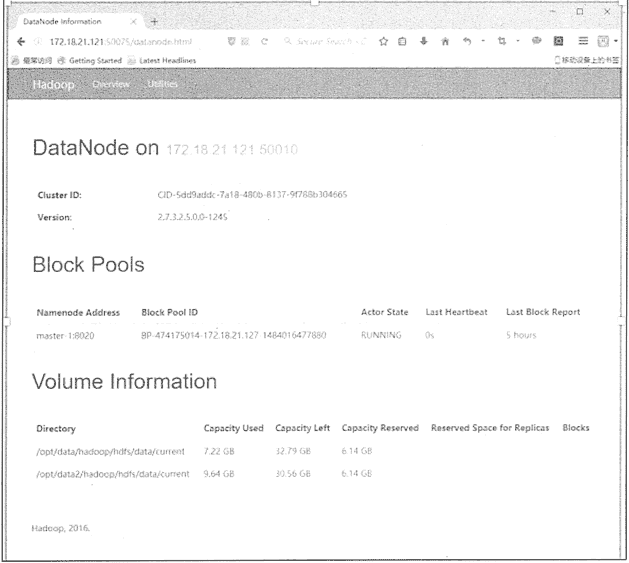 DataNode Information
172.18.21.121:50075/datanode.html
Secure Search
最常访问 Getting Started Latest Headlines 移动设备上的书签
Hadoop Overview Utilities
DataNode on 172.18.21.121:50010
Cluster ID: CID-5dd9addc-7a18-480b-8137-9f788b304665
Version: 2.7.3.2.5.0.0-1245
Block Pools
Namenode Address Block Pool ID Actor State Last Heartbeat Last Block Report
master-1:8020 BP-474175014-172.18.21.127-1484016477880 RUNNING 0s 5 hours
Volume Information
Directory Capacity Used Capacity Left Capacity Reserved Reserved Space for Replicas Blocks
/opt/data/hadoop/hdfs/data/current 7.22 GB 32.79 GB 6.14 GB
/opt/data2/hadoop/hdfs/data/current 9.64 GB 30.56 GB 6.14 GB
Hadoop, 2016.